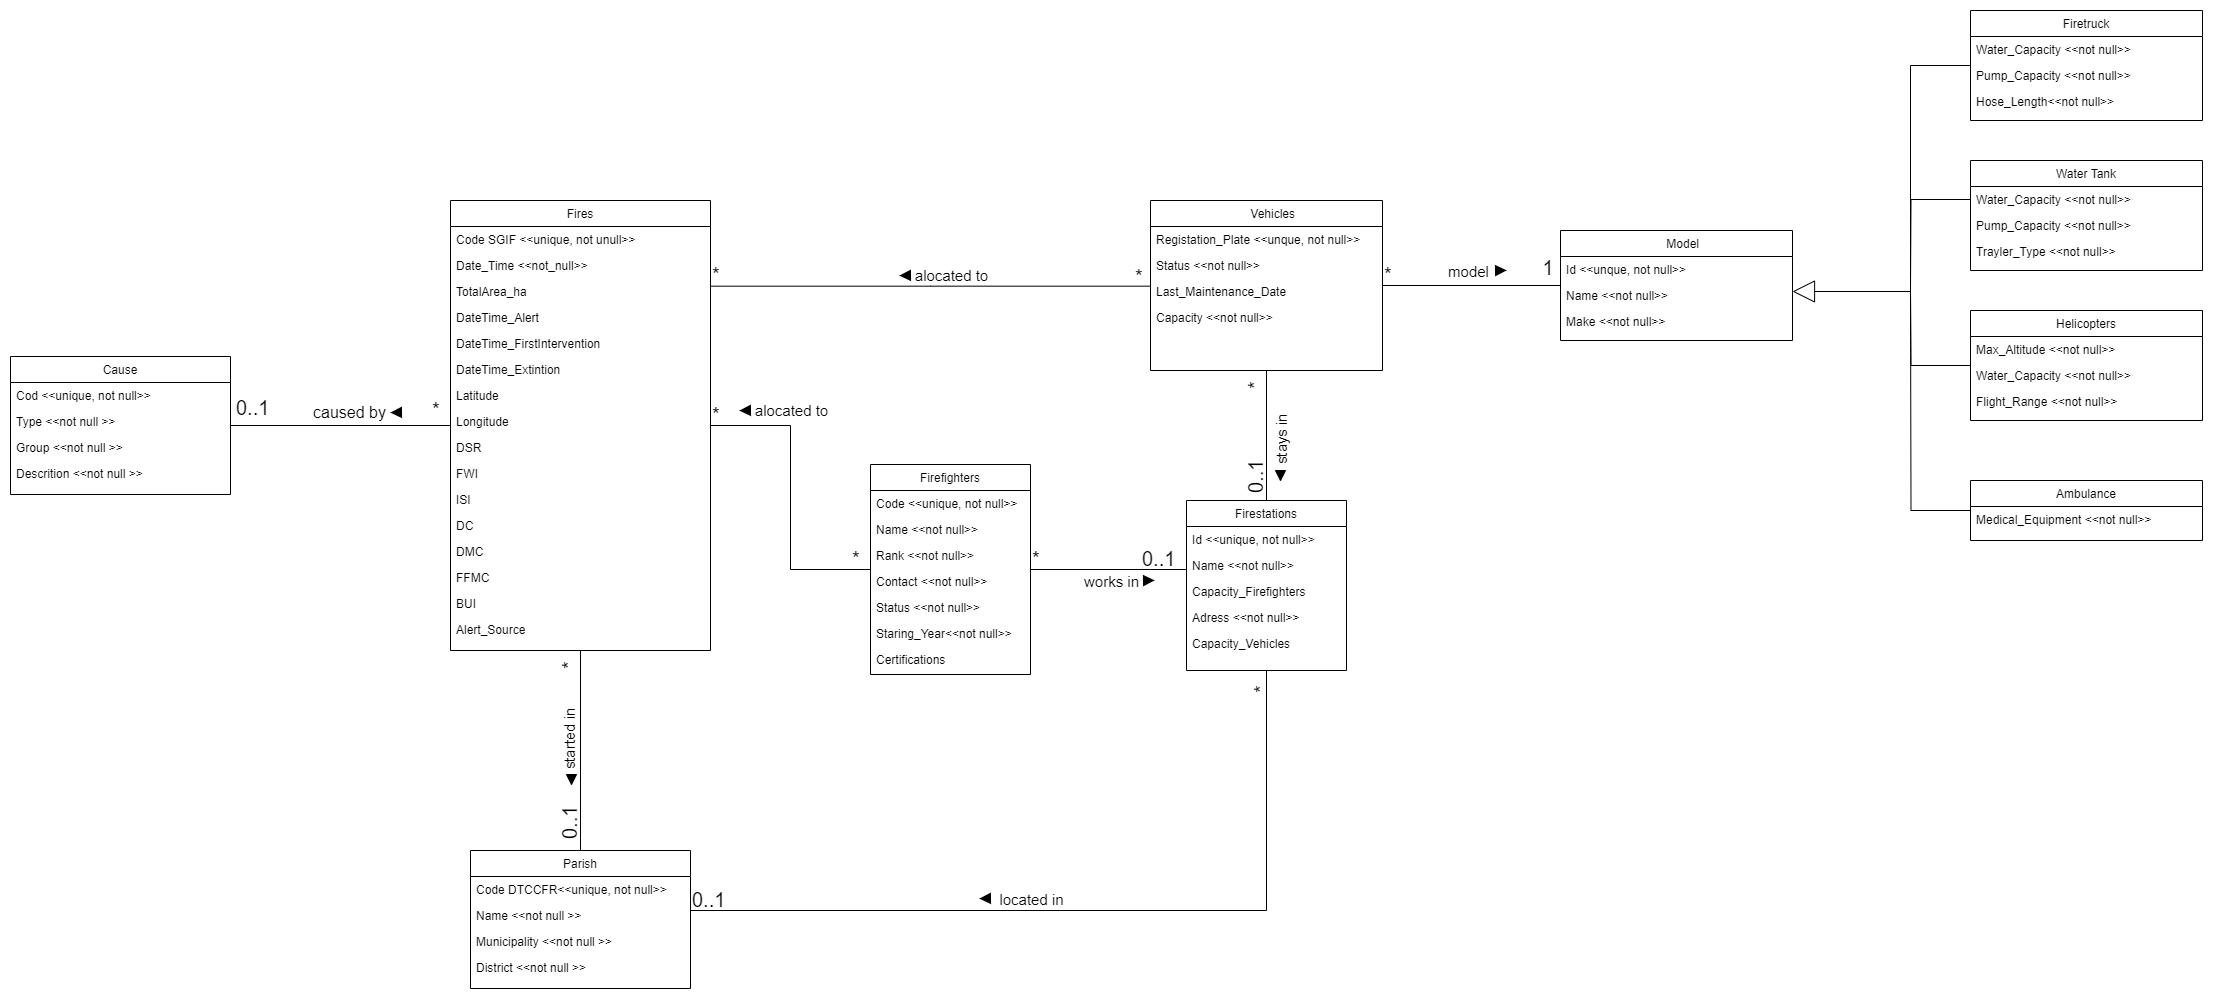 Firetruck
Water_Capacity <<not null>>
Pump_Capacity <<not null>>
Hose_Length<<not null>>
Water Tank
Water_Capacity <<not null>>
Pump_Capacity <<not null>>
Trayler_Type <<not null>>
Helicopters
Max_Altitude <<not null>>
Water_Capacity <<not null>>
Flight_Range <<not null>>
Ambulance
Medical_Equipment <<not null>>
Model
Id <<unque, not null>>
Name <<not null>>
Make <<not null>>
* model ► 1
Vehicles
Registation_Plate <<unque, not null>>
Status <<not null>>
Last_Maintenance_Date
Capacity <<not null>>
* ◄ alocated to *
Fires
Code SGIF <<unique, not unull>>
Date_Time <<not_null>>
TotalArea_ha
DateTime_Alert
DateTime_FirstIntervention
DateTime_Extintion
Latitude
Longitude
DSR
FWI
ISI
DC
DMC
FFMC
BUI
Alert_Source
Cause
Cod <<unique, not null>>
Type <<not null >>
Group <<not null >>
Descrition <<not null >>
0..1 caused by ◄ *
* ◄ alocated to
*
Firefighters
Code <<unique, not null>>
Name <<not null>>
Rank <<not null>>
Contact <<not null>>
Status <<not null>>
Staring_Year<<not null>>
Certifications
* 0..1
works in ►
*
◄ stays in
0..1
Firestations
Id <<unique, not null>>
Name <<not null>>
Capacity_Firefighters
Adress <<not null>>
Capacity_Vehicles
*
*
◄ started in
0..1
Parish
Code DTCCFR<<unique, not null>>
Name <<not null >>
Municipality <<not null >>
District <<not null >>
0..1 ◄ located in